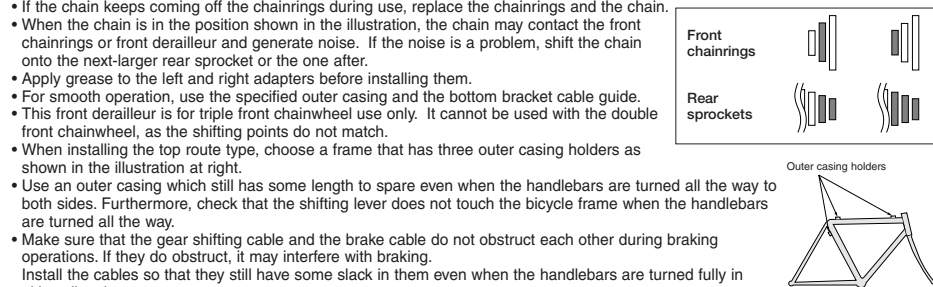 • If the chain keeps coming off the chainrings during use, replace the chainrings and the chain.
• When the chain is in the position shown in the illustration, the chain may contact the front
chainrings or front derailleur and generate noise. If the noise is a problem, shift the chain
onto the next-larger rear sprocket or the one after.
• Apply grease to the left and right adapters before installing them.
• For smooth operation, use the specified outer casing and the bottom bracket cable guide.
• This front derailleur is for triple front chainwheel use only. It cannot be used with the double
front chainwheel, as the shifting points do not match.
• When installing the top route type, choose a frame that has three outer casing holders as
shown in the illustration at right.
• Use an outer casing which still has some length to spare even when the handlebars are turned all the way to
both sides. Furthermore, check that the shifting lever does not touch the bicycle frame when the handlebars
are turned all the way.
• Make sure that the gear shifting cable and the brake cable do not obstruct each other during braking
operations. If they do obstruct, it may interfere with braking.
Install the cables so that they still have some slack in them even when the handlebars are turned fully in
Front
chainrings
Rear
sprockets
Outer casing holders